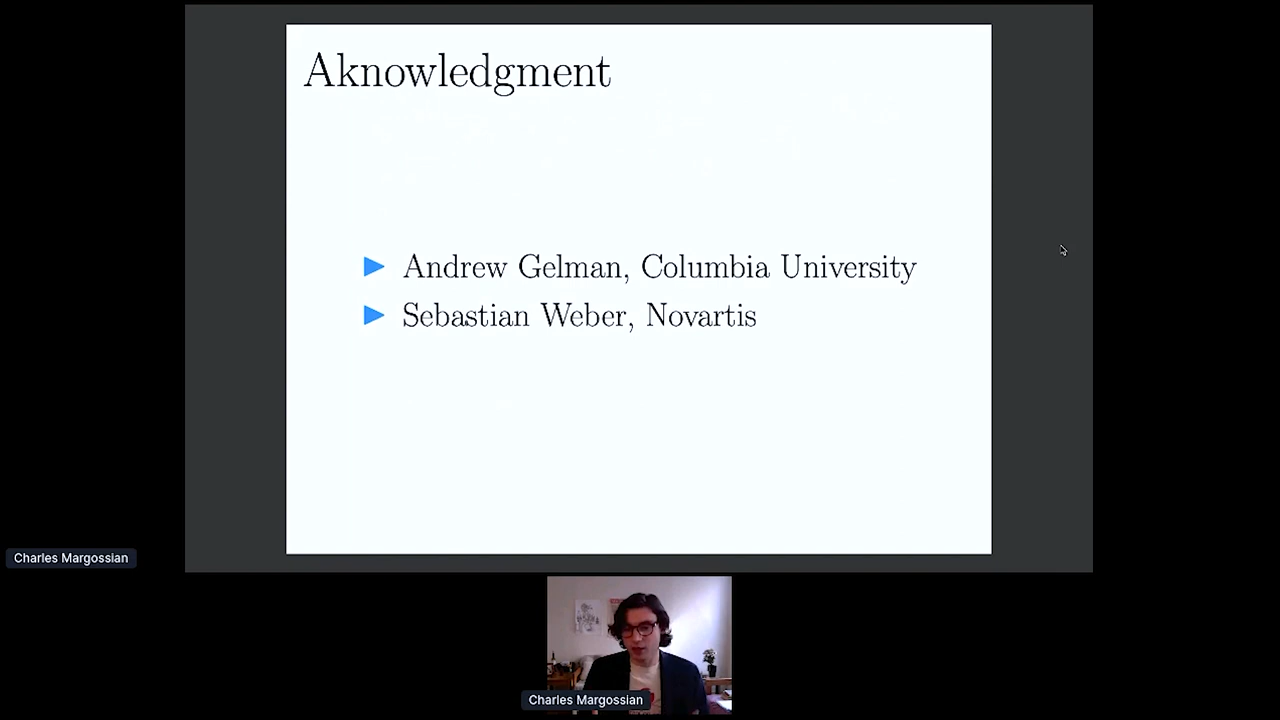 Aknowledgment
Andrew Gelman, Columbia University
Sebastian Weber, Novartis
Charles Margossian
Charles Margossian